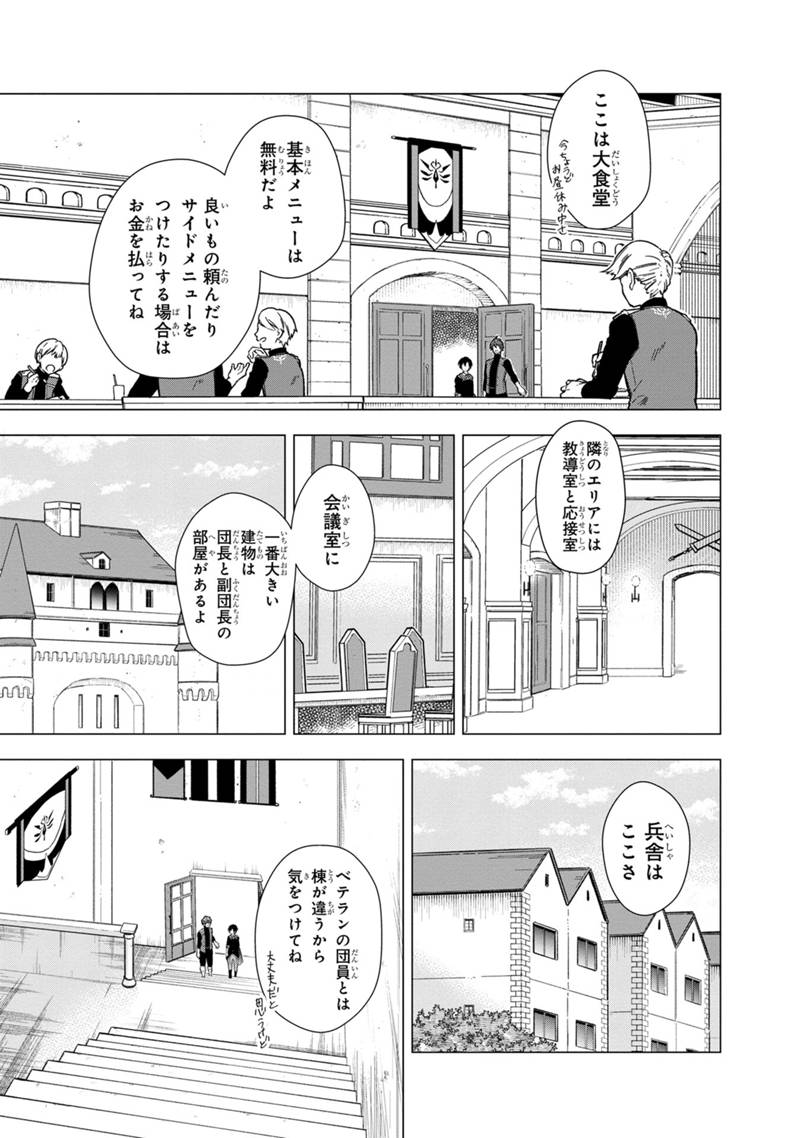 ここは大食堂
今ちょうど
お昼休み中さ
基本メニューは
無料だよ
良いもの頼んだり
サイドメニューを
つけたりする場合は
お金を払ってね
隣のエリアには
教導室と応接室
会議室に
一番大きい
建物は
団長と副団長の
部屋があるよ
兵舎は
ここさ
ベテランの団員とは
棟が違うから
気をつけてね
大丈夫だと
思うけど